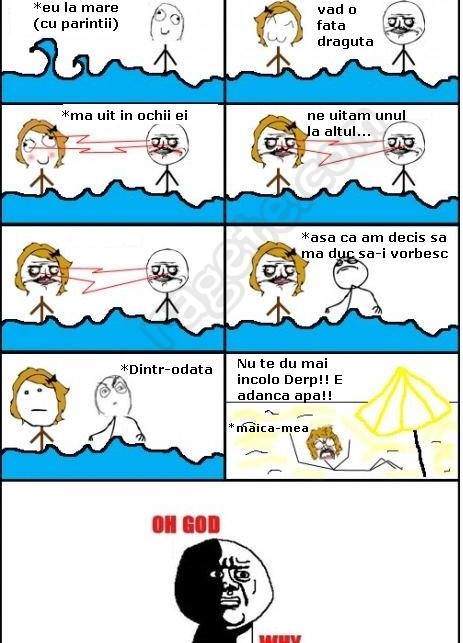 *eu la mare
(cu parintii)
vad o
fata
draguta
*ma uit in ochii ei
ne uitam unul
la altul...
*asa ca am decis sa
ma duc sa-i vorbesc
*Dintr-odata
Nu te du mai
incolo Derp!! E
adanca apa!!
*maica-mea
OH GOD
WHY